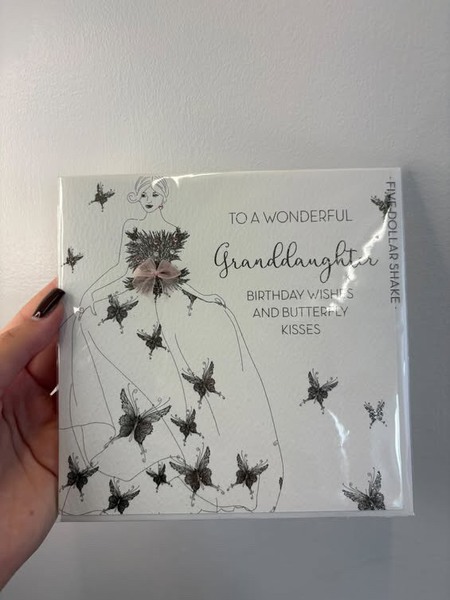 TO A WONDERFUL
Granddaughter
BIRTHDAY WISHES
AND BUTTERFLY
KISSES
· FIVE DOLLAR SHAKE ·